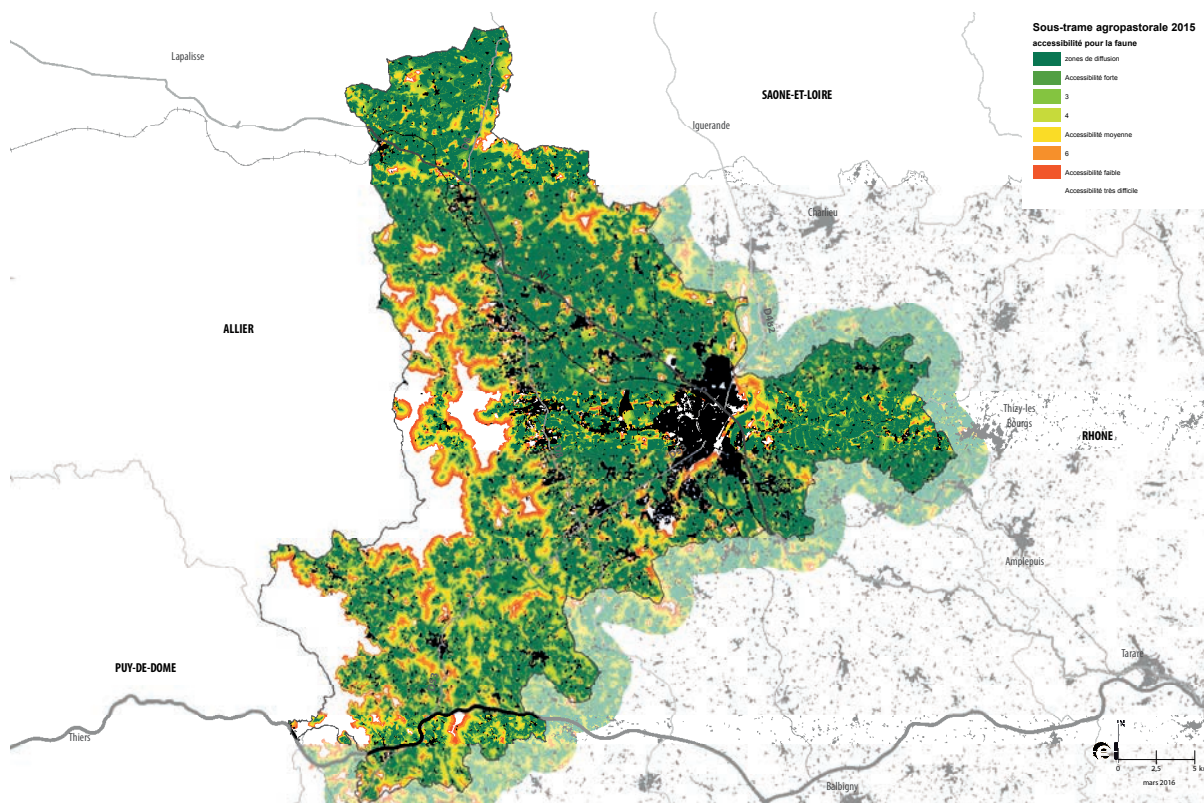 Sous-trame agropastorale 2015
accessibilité pour la faune
zones de diffusion
Accessibilité forte
3
4
Accessibilité moyenne
6
Accessibilité faible
Accessibilité très difficile
Lapalisse
SAONE-ET-LOIRE
Iguerande
Charlieu
D482
ALLIER
Thizy-les
Bourgs
RHONE
Amplepuis
PUY-DE-DOME
Tarare
Thiers
Balbigny
N
0 2,5 5 km
mars 2016